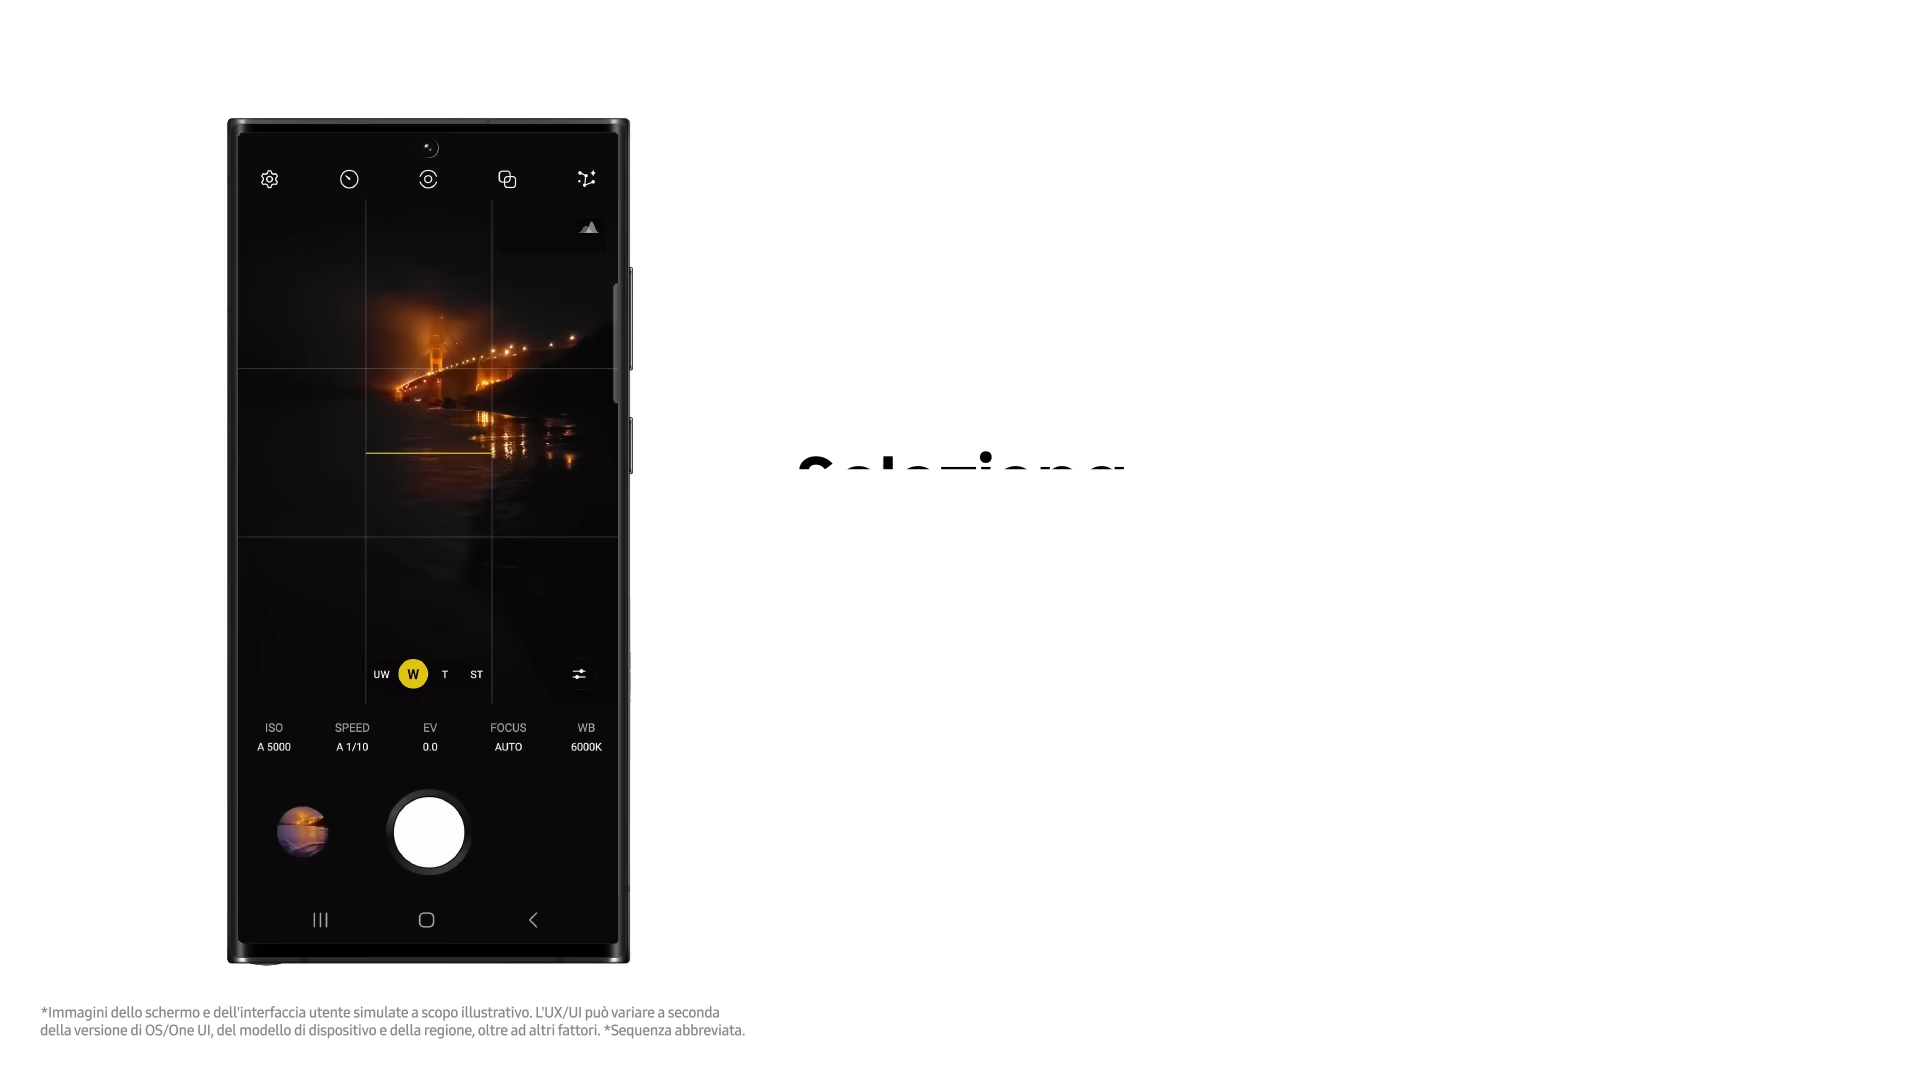 Seleziona
UW W T ST
ISO SPEED EV FOCUS WB
A 5000 A 1/10 0.0 AUTO 6000K
*Immagini dello schermo e dell'interfaccia utente simulate a scopo illustrativo. L'UX/UI può variare a seconda
della versione di OS/One UI, del modello di dispositivo e della regione, oltre ad altri fattori. *Sequenza abbreviata.